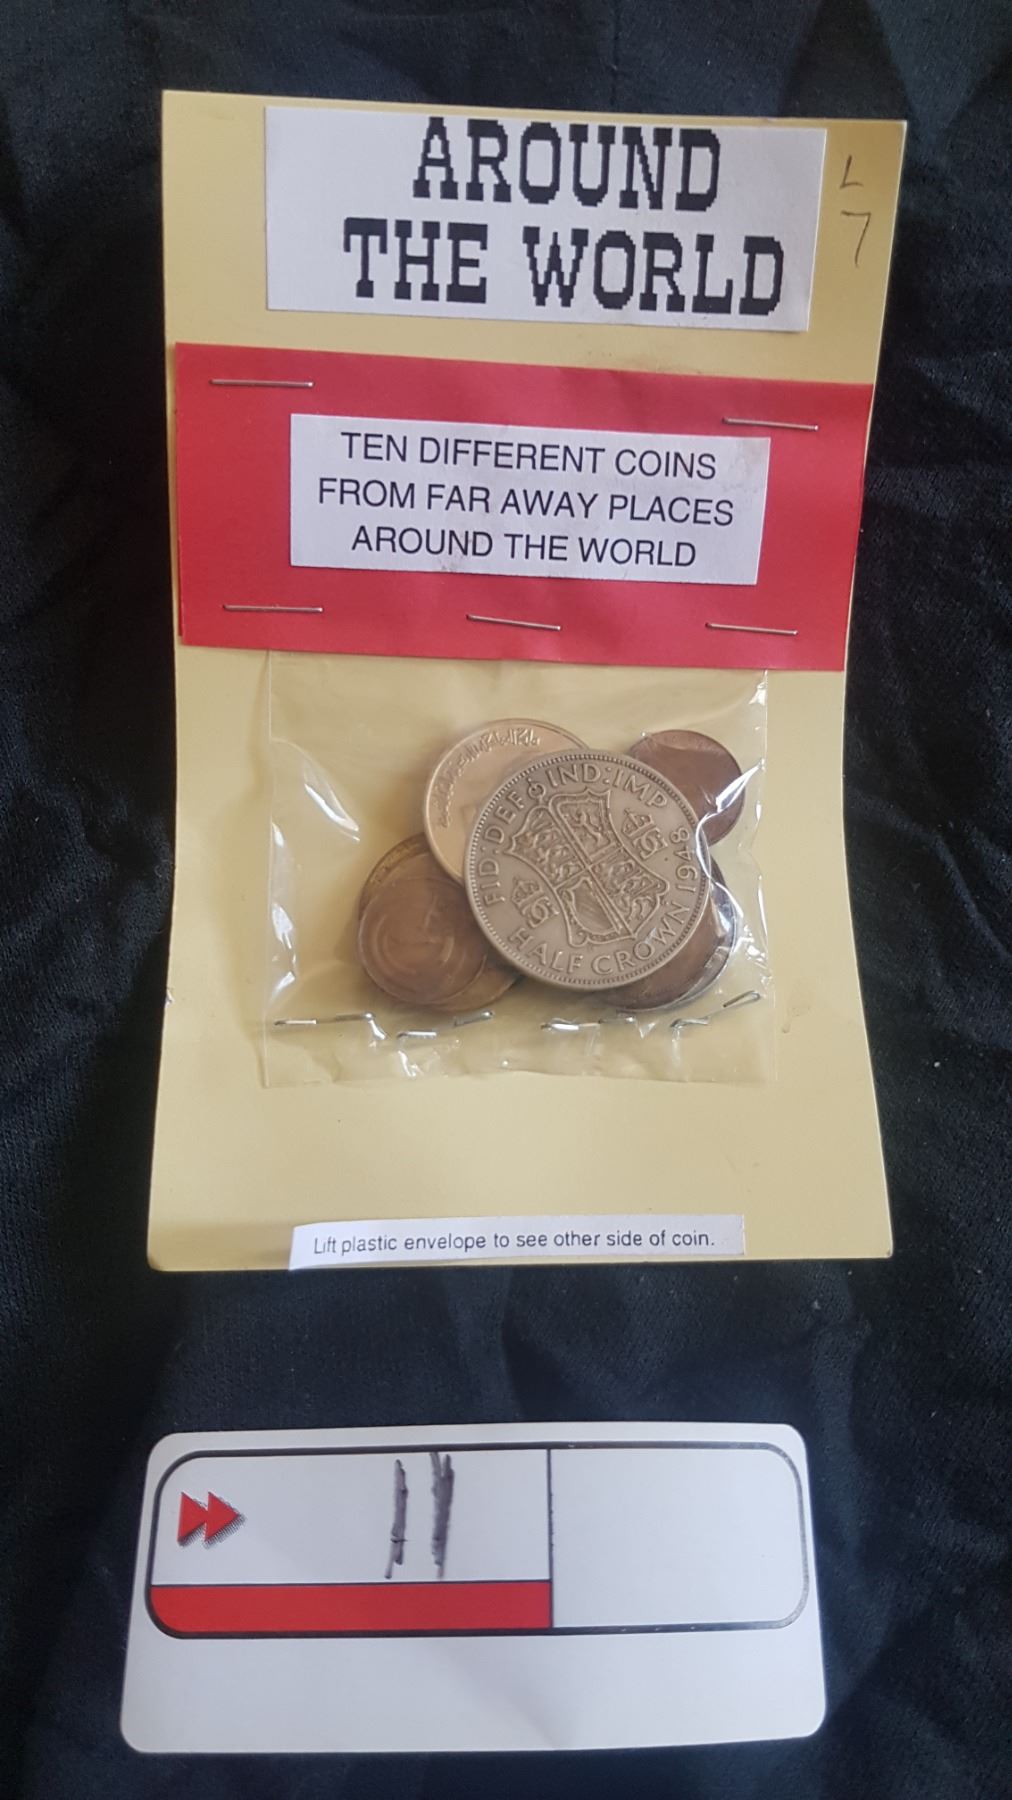 AROUND
THE WORLD
L
7
TEN DIFFERENT COINS
FROM FAR AWAY PLACES
AROUND THE WORLD
FID: DEF IND: IMP
HALF CROWN 1948
Lift plastic envelope to see other side of coin.
11